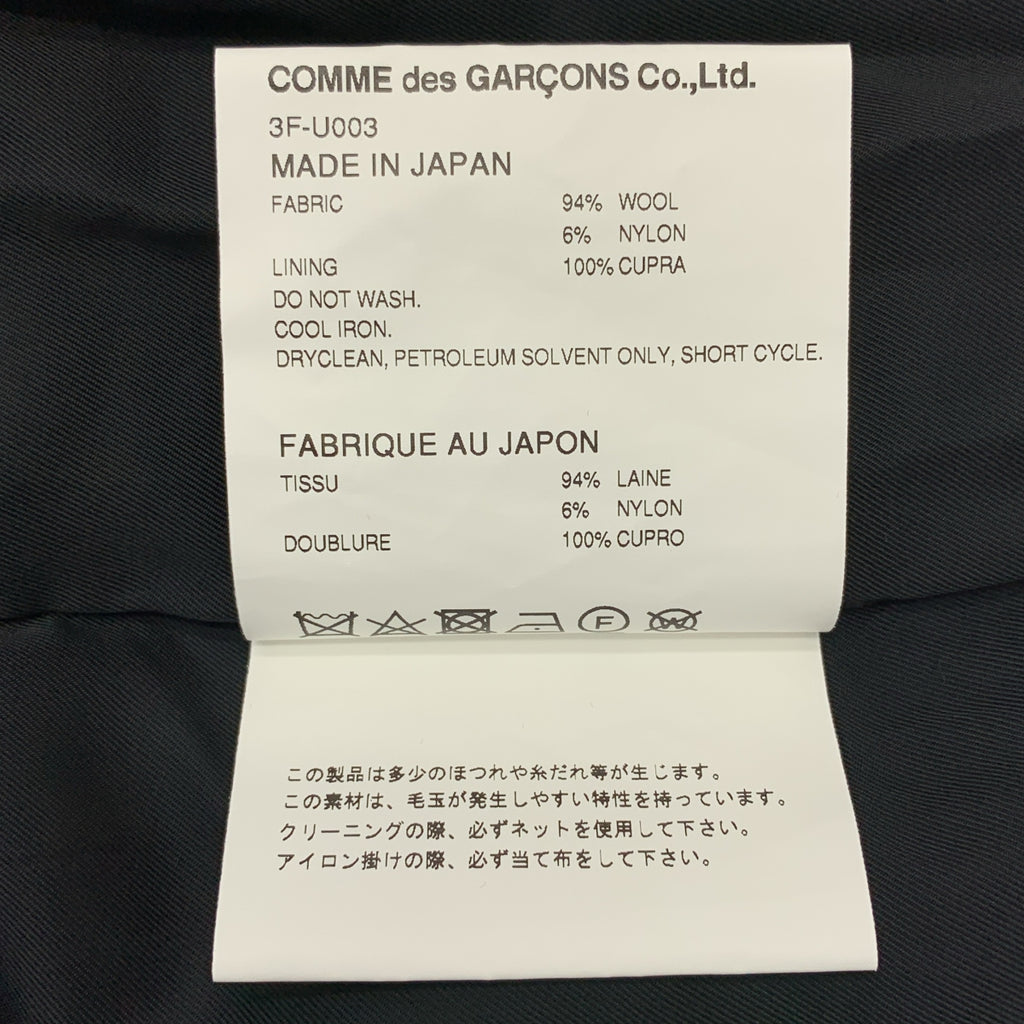 COMME des GARÇONS Co.,Ltd.
3F-U003
MADE IN JAPAN
FABRIC 94% WOOL
6% NYLON
LINING 100% CUPRA
DO NOT WASH.
COOL IRON.
DRYCLEAN, PETROLEUM SOLVENT ONLY, SHORT CYCLE.
FABRIQUE AU JAPON
TISSU 94% LAINE
6% NYLON
DOUBLURE 100% CUPRO
F W
この製品は多少のほつれや糸だれ等が生じます。
この素材は、毛玉が発生しやすい特性を持っています。
クリーニングの際、必ずネットを使用して下さい。
アイロン掛けの際、必ず当て布をして下さい。